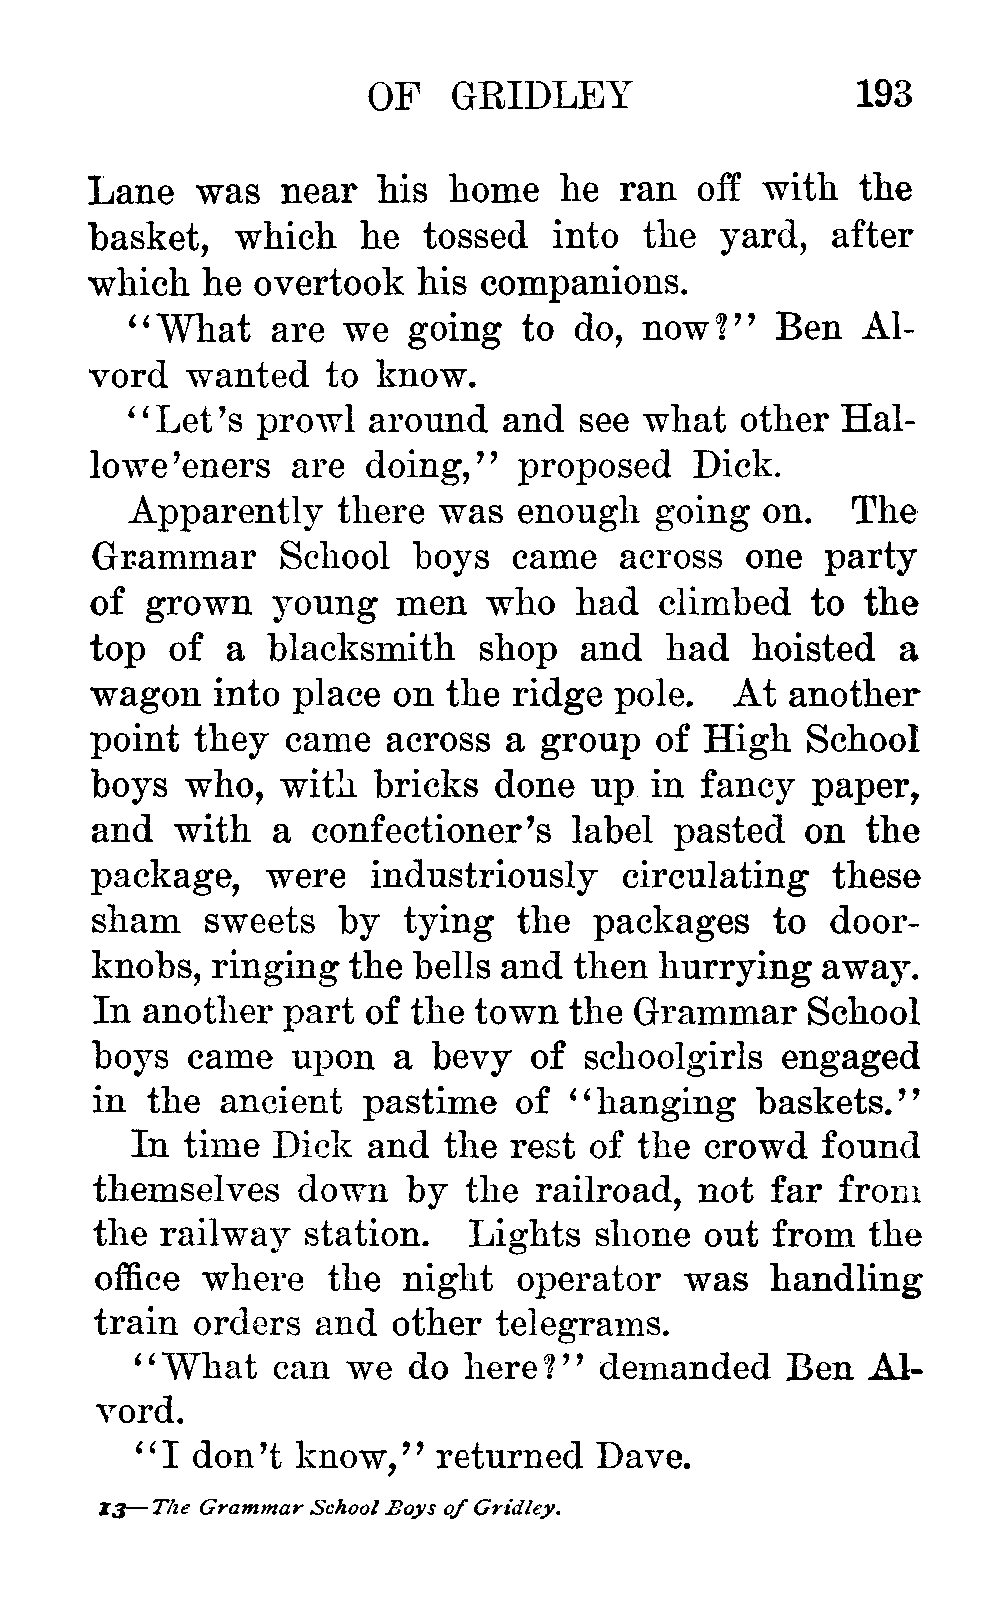 OF GRIDLEY 193
Lane was near his home he ran off with the
basket, which he tossed into the yard, after
which he overtook his companions.
“What are we going to do, now?” Ben Al-
vord wanted to know.
“Let’s prowl around and see what other Hal-
lowe’eners are doing,” proposed Dick.
Apparently there was enough going on. The
Grammar School boys came across one party
of grown young men who had climbed to the
top of a blacksmith shop and had hoisted a
wagon into place on the ridge pole. At another
point they came across a group of High School
boys who, with bricks done up in fancy paper,
and with a confectioner’s label pasted on the
package, were industriously circulating these
sham sweets by tying the packages to door-
knobs, ringing the bells and then hurrying away.
In another part of the town the Grammar School
boys came upon a bevy of schoolgirls engaged
in the ancient pastime of “hanging baskets.”
In time Dick and the rest of the crowd found
themselves down by the railroad, not far from
the railway station. Lights shone out from the
office where the night operator was handling
train orders and other telegrams.
“What can we do here?” demanded Ben Al-
vord.
“I don’t know,” returned Dave.
13—The Grammar School Boys of Gridley.